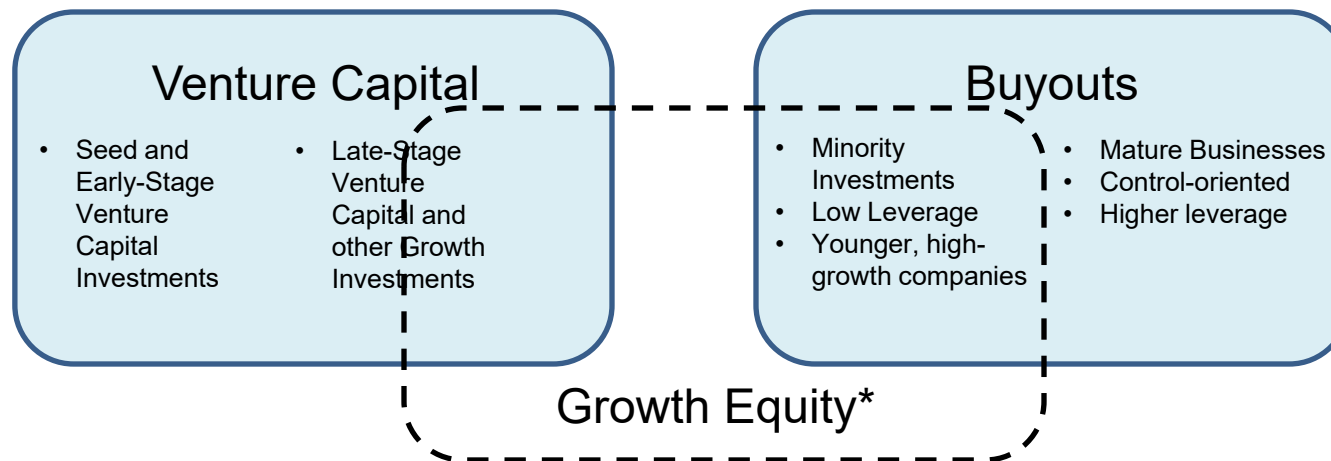 Venture Capital
• Seed and
Early-Stage
Venture
Capital
Investments
• Late-Stage
Venture
Capital and
other Growth
Investments
Buyouts
• Minority
Investments
• Low Leverage
• Younger, high-
growth companies
• Mature Businesses
• Control-oriented
• Higher leverage
Growth Equity*